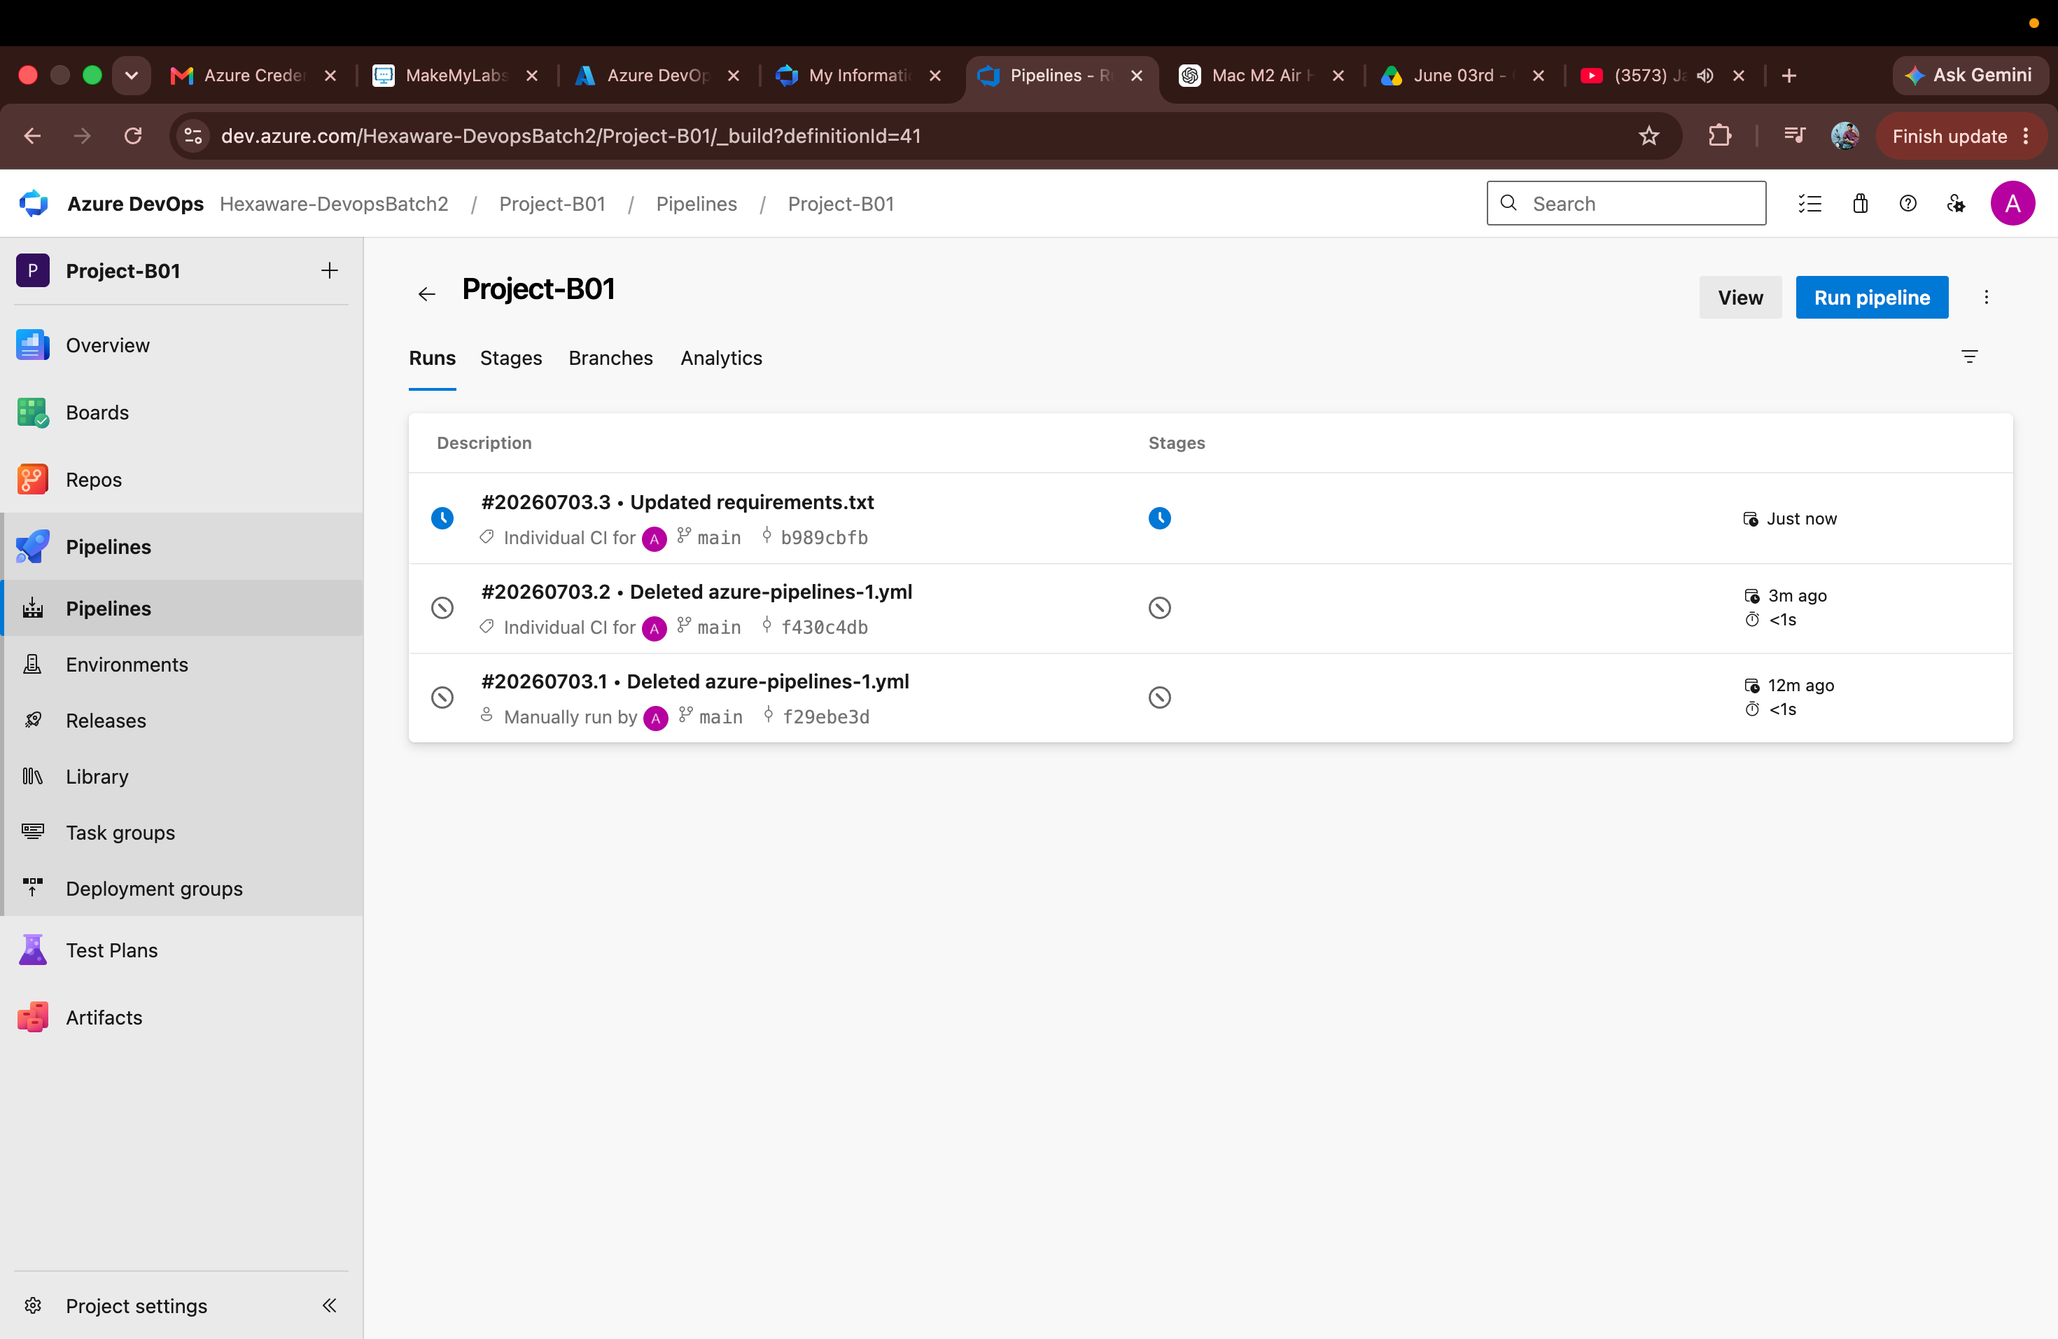 Azure Crede
MakeMyLabs
Azure DevOp
My Informati
Pipelines - R
Mac M2 Air
June 03rd -
(3573) Ja
Ask Gemini
dev.azure.com/Hexaware-DevopsBatch2/Project-B01/_build?definitionId=41
Finish update
Azure DevOps
Hexaware-DevopsBatch2 / Project-B01 / Pipelines / Project-B01
Search
A
P
Project-B01
Overview
Boards
Repos
Pipelines
Pipelines
Environments
Releases
Library
Task groups
Deployment groups
Test Plans
Artifacts
Project settings
Project-B01
View
Run pipeline
Runs
Stages
Branches
Analytics
Description
Stages
#20260703.3 • Updated requirements.txt
Individual CI for A main b989cbfb
Just now
#20260703.2 • Deleted azure-pipelines-1.yml
Individual CI for A main f430c4db
3m ago
<1s
#20260703.1 • Deleted azure-pipelines-1.yml
Manually run by A main f29ebe3d
12m ago
<1s